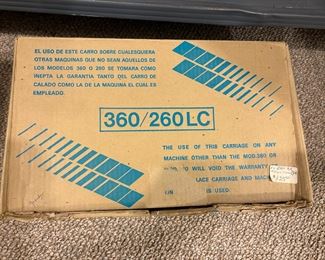 EL USO DE ESTE CARRO SOBRE CUALESQUIERA
OTRAS MAQUINAS QUE NO SEAN AQUELLOS DE
LOS MODELOS 360 O 260 SE TOMARA COMO
INEPTA LA GARANTIA TANTO DEL CARRO DE
CALADO COMO LA DE LA MAQUINA EL CUAL ES
EMPLEADO.
360/260LC
THE USE OF THIS CARRIAGE ON ANY
MACHINE OTHER THAN THE MOD.360 OR
WILL VOID THE WARRANTY
LACE CARRIAGE AND MACH
IS USED.